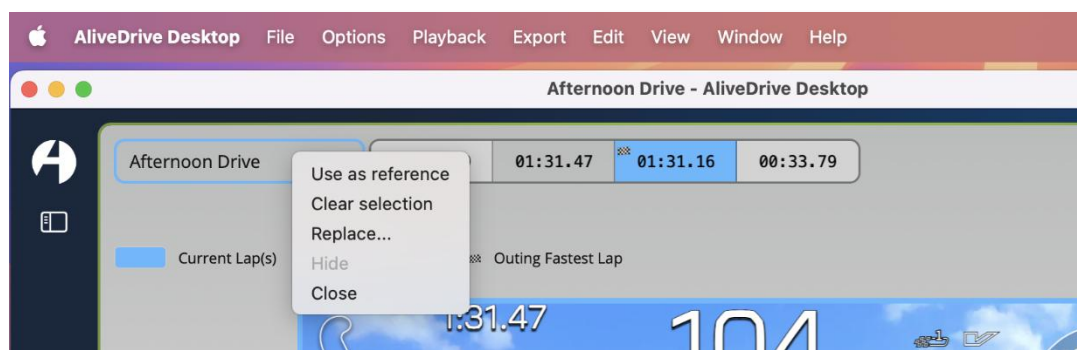 AliveDrive Desktop File Options Playback Export Edit View Window Help
Afternoon Drive - AliveDrive Desktop
Afternoon Drive
01:31.47 01:31.16 00:33.79
Use as reference
Clear selection
Replace...
Hide
Close
Current Lap(s)
Outing Fastest Lap
1:31.47
104